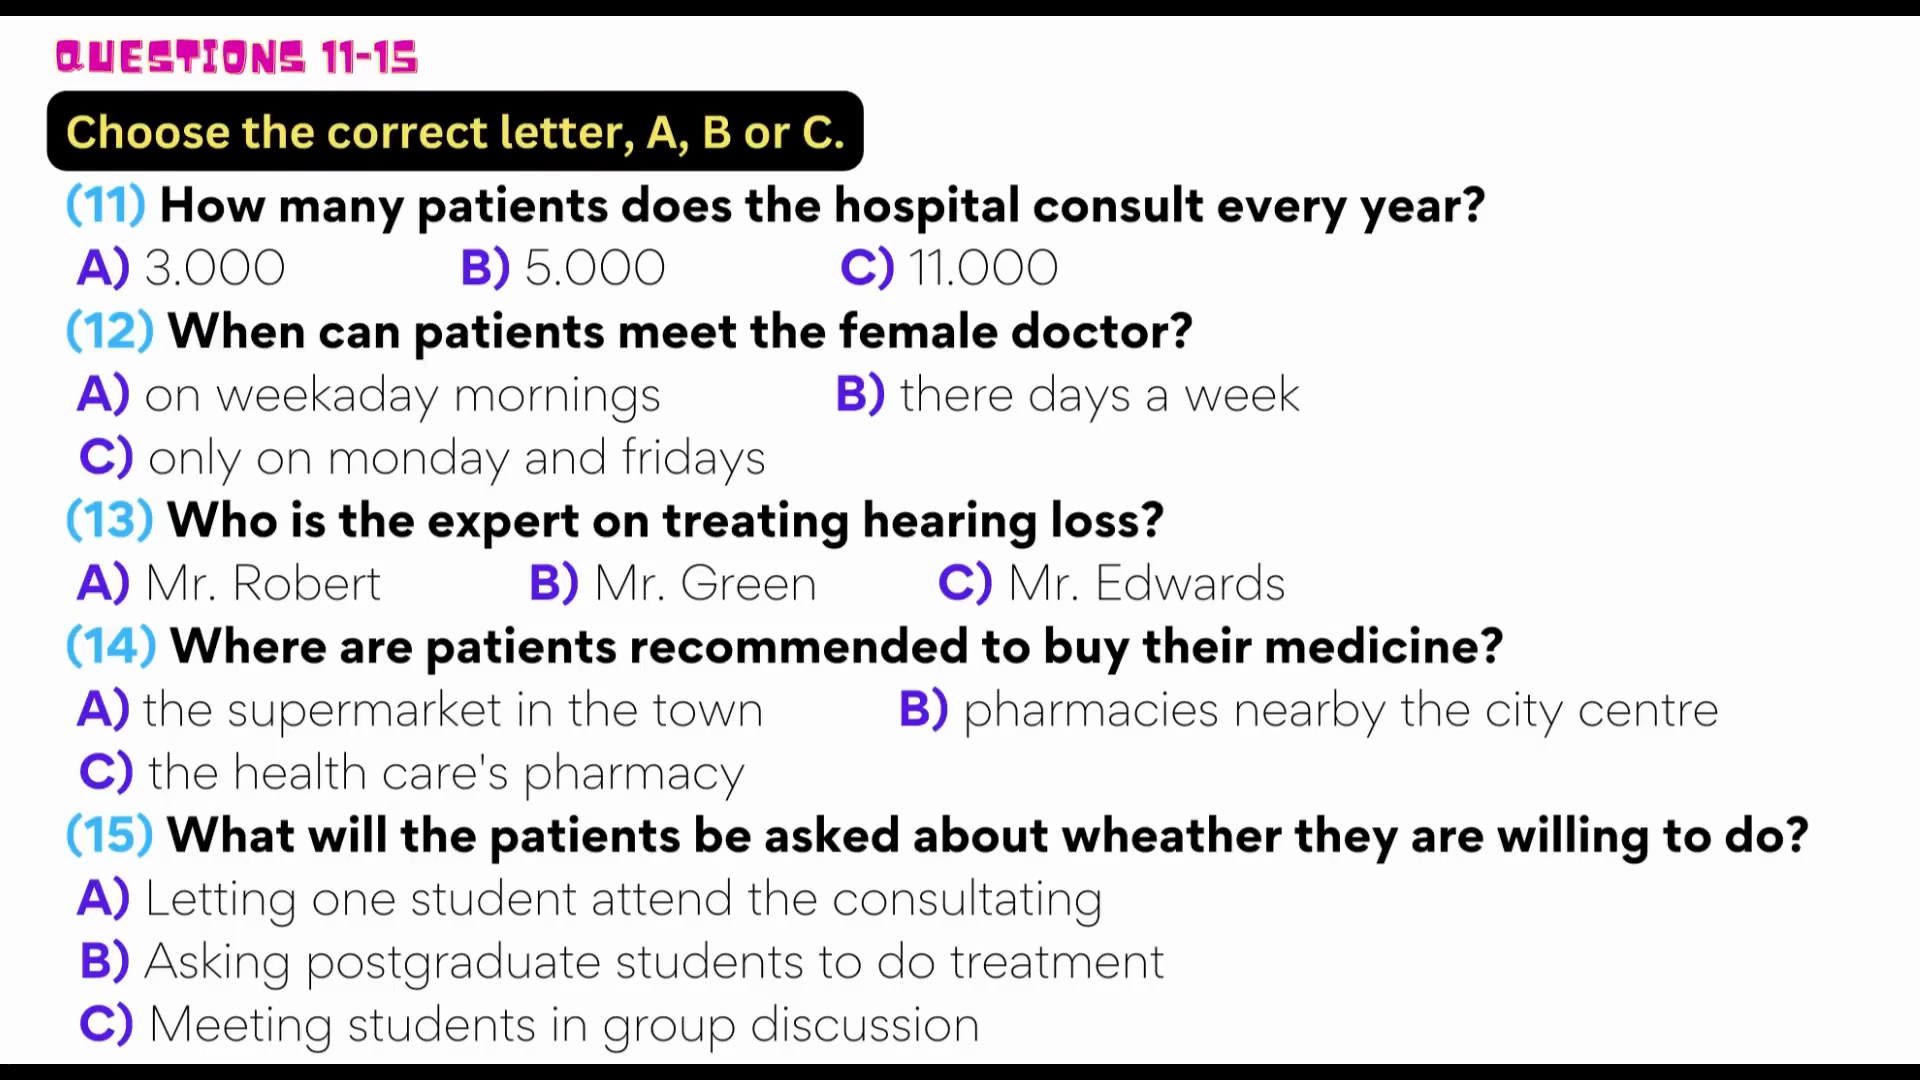 QUESTIONS 11-15
Choose the correct letter, A, B or C.
(11) How many patients does the hospital consult every year?
A) 3.000 B) 5.000 C) 11.000
(12) When can patients meet the female doctor?
A) on weekaday mornings B) there days a week
C) only on monday and fridays
(13) Who is the expert on treating hearing loss?
A) Mr. Robert B) Mr. Green C) Mr. Edwards
(14) Where are patients recommended to buy their medicine?
A) the supermarket in the town B) pharmacies nearby the city centre
C) the health care's pharmacy
(15) What will the patients be asked about wheather they are willing to do?
A) Letting one student attend the consultating
B) Asking postgraduate students to do treatment
C) Meeting students in group discussion